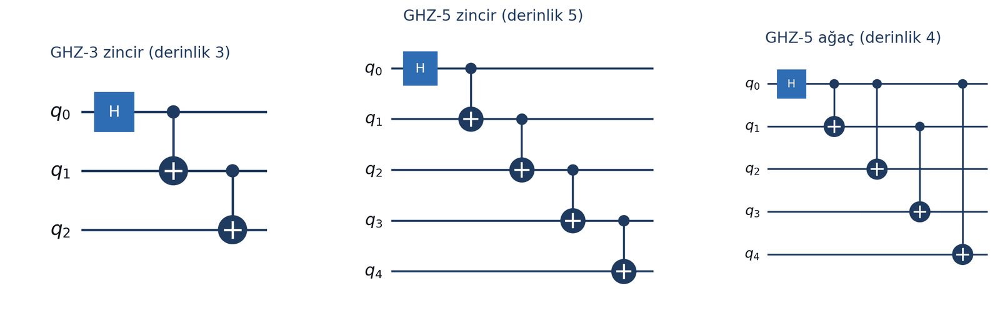 GHZ-3 zincir (derinlik 3)
q0
H
q1
q2
GHZ-5 zincir (derinlik 5)
q0
H
q1
q2
q3
q4
GHZ-5 ağaç (derinlik 4)
q0
H
q1
q2
q3
q4